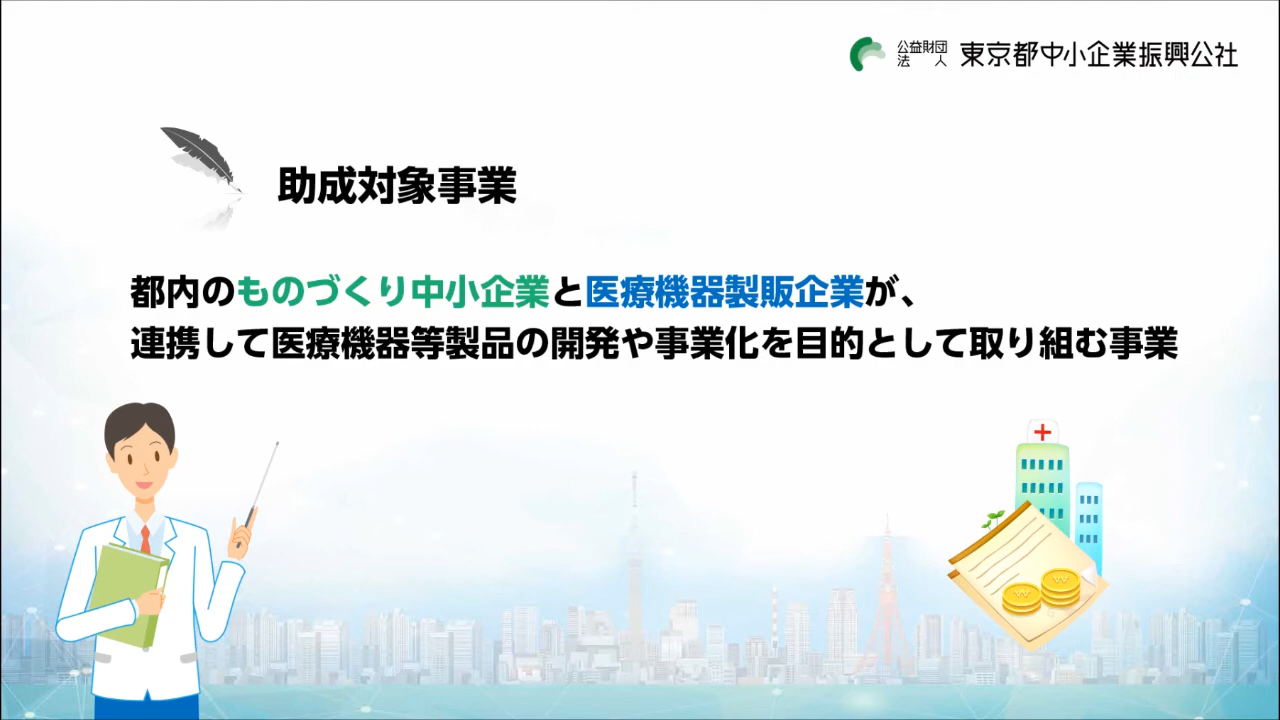 公益財団
法 人 東京都中小企業振興公社
助成対象事業
都内のものづくり中小企業と医療機器製販企業が、
連携して医療機器等製品の開発や事業化を目的として取り組む事業